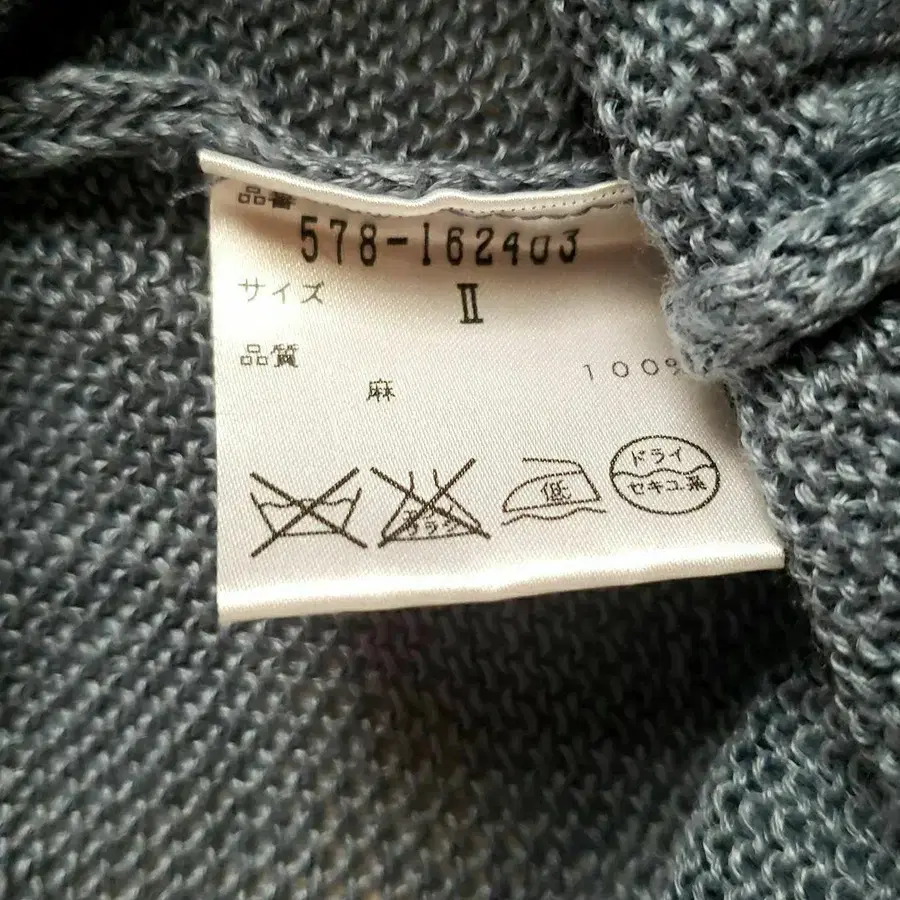 品番
578-162403
サイズ II
品質
麻 100%
低 ドライ
セキユ系